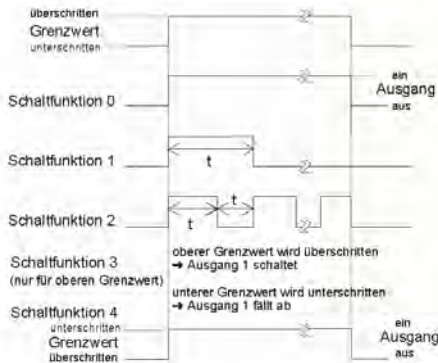 überschritten
Grenzwert
unterschritten
Schaltfunktion 0
ein
Ausgang
aus
Schaltfunktion 1
t
Schaltfunktion 2
t
t
Schaltfunktion 3
(nur für oberen Grenzwert)
oberer Grenzwert wird überschritten
→ Ausgang 1 schaltet
unterer Grenzwert wird unterschritten
→ Ausgang 1 fällt ab
Schaltfunktion 4
unterschritten
Grenzwert
überschritten
ein
Ausgang
aus